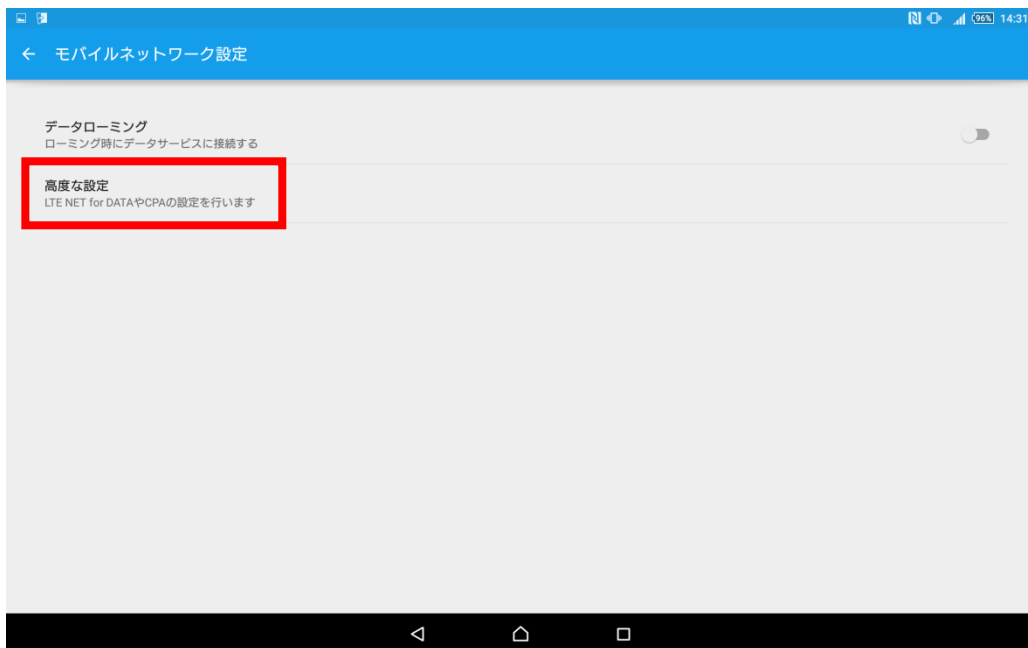 96% 14:31
モバイルネットワーク設定
データローミング
ローミング時にデータサービスに接続する
高度な設定
LTE NET for DATAやCPAの設定を行います